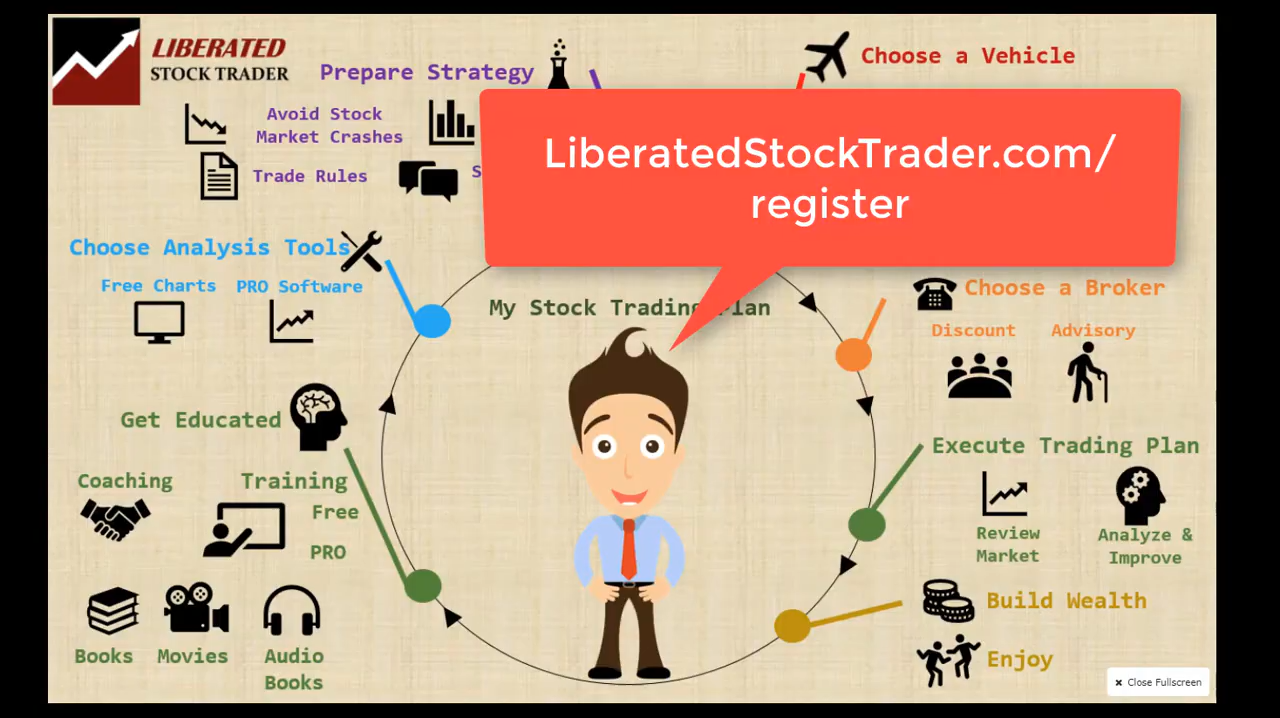 LIBERATED
STOCK TRADER
Prepare Strategy
Choose a Vehicle
Avoid Stock
Market Crashes
Trade Rules
LiberatedStockTrader.com/
register
Choose Analysis Tools
Free Charts
PRO Software
My Stock Trading Plan
Choose a Broker
Discount
Advisory
Get Educated
Coaching
Training
Free
PRO
Books
Movies
Audio
Books
Execute Trading Plan
Review
Market
Analyze &
Improve
Build Wealth
Enjoy
× Close Fullscreen